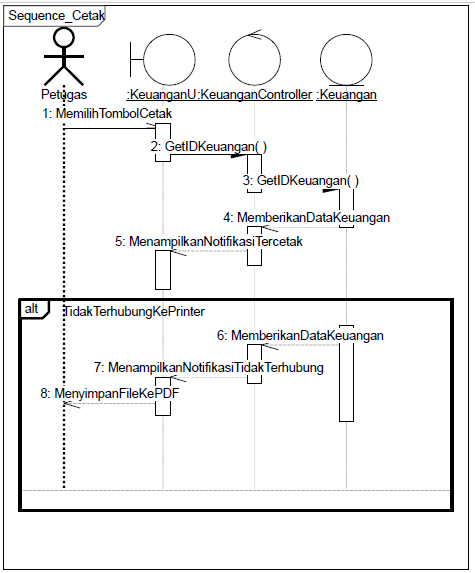 Sequence_Cetak
Petugas
:KeuanganU:KeuanganController :Keuangan
1: MemilihTombolCetak
2: GetIDKeuangan( )
3: GetIDKeuangan( )
4: MemberikanDataKeuangan
5: MenampilkanNotifikasiTercetak
alt
TidakTerhubungKePrinter
6: MemberikanDataKeuangan
7: MenampilkanNotifikasiTidakTerhubung
8: MenyimpanFileKePDF